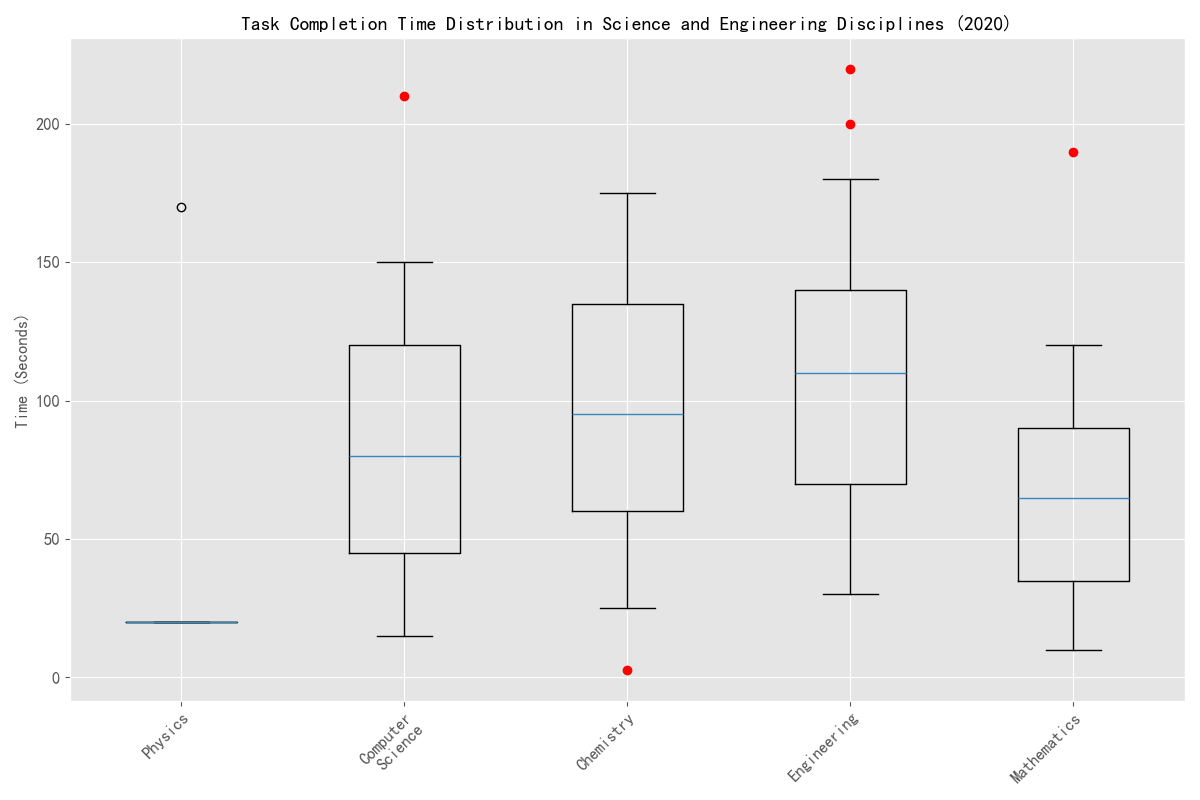 Task Completion Time Distribution in Science and Engineering Disciplines (2020)
Time (Seconds)
200
150
100
50
0
Physics
Computer
Science
Chemistry
Engineering
Mathematics